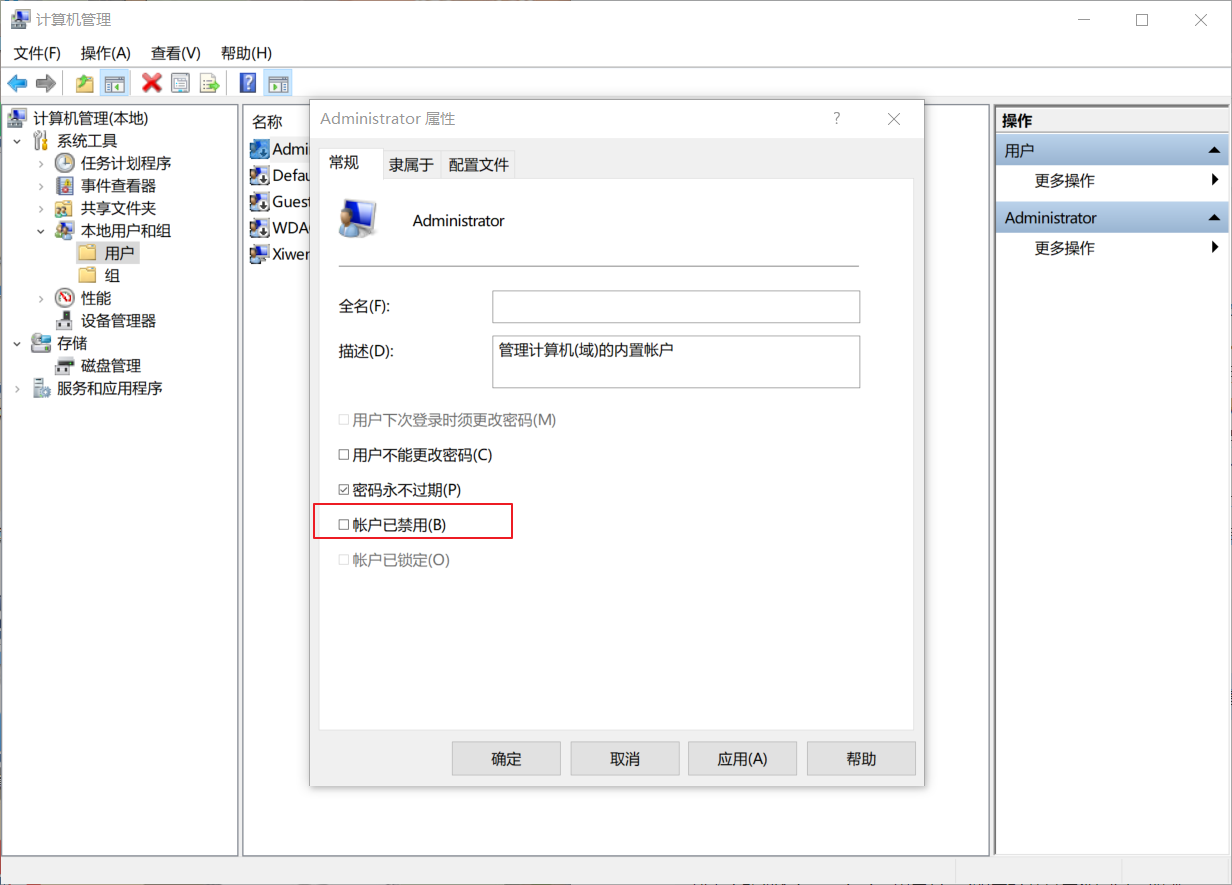 计算机管理
文件(F) 操作(A) 查看(V) 帮助(H)
计算机管理(本地)
系统工具
任务计划程序
事件查看器
共享文件夹
本地用户和组
用户
组
性能
设备管理器
存储
磁盘管理
服务和应用程序
名称
Admi
Defau
Guest
WDA
Xiwer
Administrator 属性
常规 隶属于 配置文件
Administrator
全名(F):
描述(D):
管理计算机(域)的内置帐户
用户下次登录时须更改密码(M)
用户不能更改密码(C)
密码永不过期(P)
帐户已禁用(B)
帐户已锁定(O)
确定 取消 应用(A) 帮助
操作
用户
更多操作
Administrator
更多操作